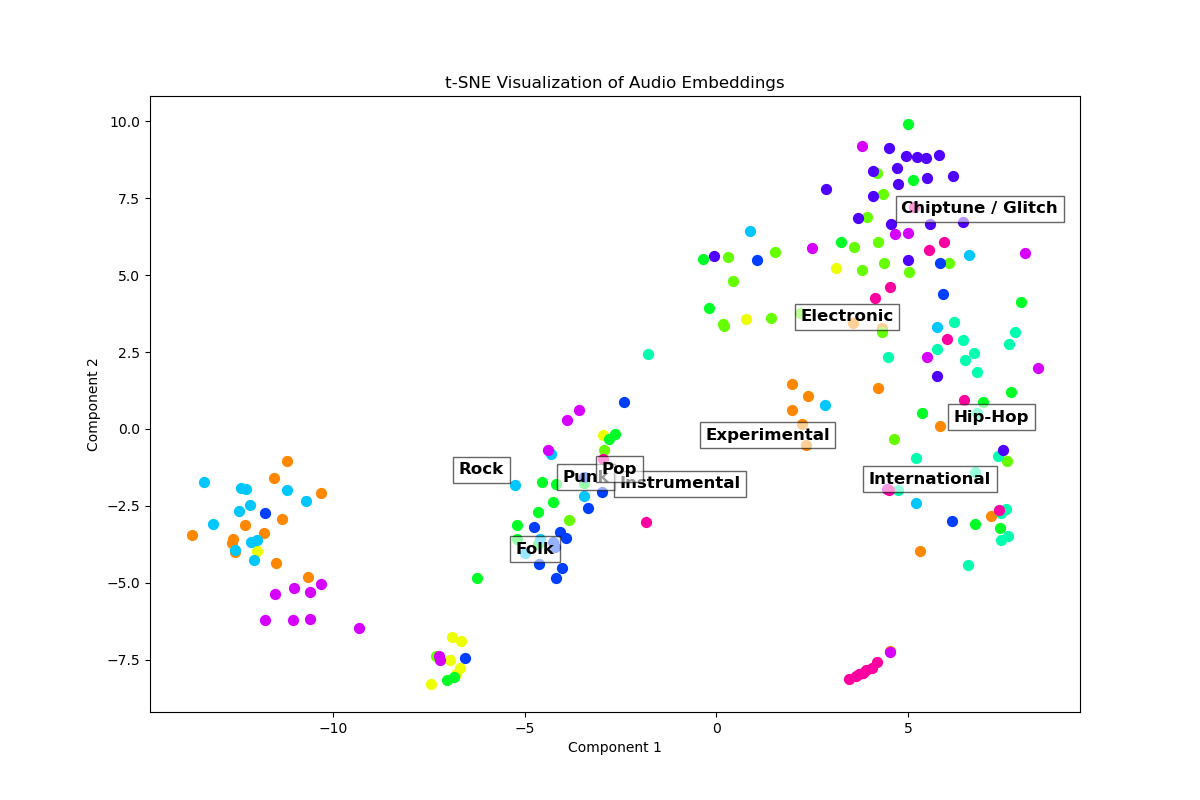 t-SNE Visualization of Audio Embeddings
10.0
7.5
5.0
2.5
0.0
−2.5
−5.0
−7.5
Component 2
Chiptune / Glitch
Electronic
Hip-Hop
Experimental
Rock
Punk
Pop
Instrumental
International
Folk
−10
−5
0
5
Component 1